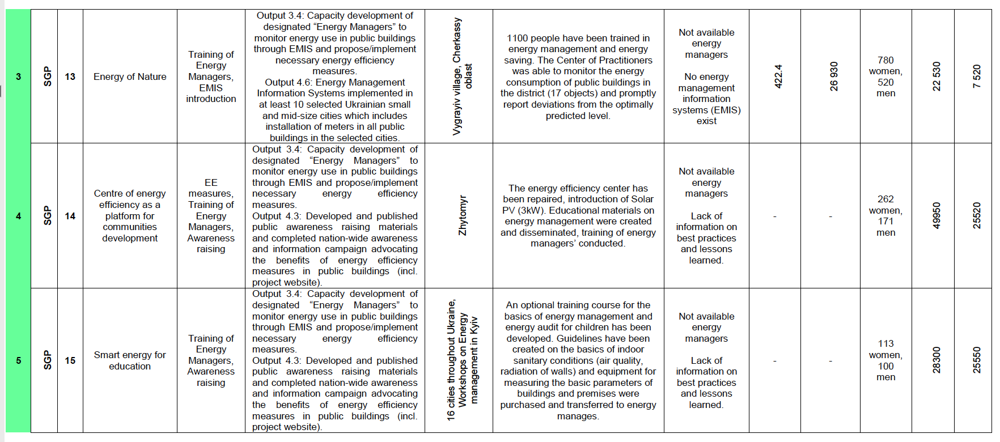 3
SGP
13
Energy of Nature
Training of
Energy
Managers,
EMIS
introduction
Output 3.4: Capacity development of
designated “Energy Managers” to
monitor energy use in public buildings
through EMIS and propose/implement
necessary energy efficiency
measures.
Output 4.6: Energy Management
Information Systems implemented in
at least 10 selected Ukrainian small
and mid-size cities which includes
installation of meters in all public
buildings in the selected cities.
Vygrayiv village, Cherkassy
oblast
1100 people have been trained in
energy management and energy
saving. The Center of Practitioners
was able to monitor the energy
consumption of public buildings in
the district (17 objects) and promptly
report deviations from the optimally
predicted level.
Not available
energy
managers
No energy
management
information
systems (EMIS)
exist
422.4
26 930
780
women,
520
men
22 530
7 520
4
SGP
14
Centre of energy
efficiency as a
platform for
communities
development
EE
measures,
Training of
Energy
Managers,
Awareness
raising
Output 3.4: Capacity development of
designated “Energy Managers” to
monitor energy use in public buildings
through EMIS and propose/implement
necessary energy efficiency
measures.
Output 4.3: Developed and published
public awareness raising materials
and completed nation-wide awareness
and information campaign advocating
the benefits of energy efficiency
measures in public buildings (incl.
project website).
Zhytomyr
The energy efficiency center has
been repaired, introduction of Solar
PV (3kW). Educational materials on
energy management were created
and disseminated, training of energy
managers’ conducted.
Not available
energy
managers
Lack of
information on
best practices
and lessons
learned.
-
-
262
women,
171
men
49950
25520
5
SGP
15
Smart energy for
education
Training of
Energy
Managers,
Awareness
raising
Output 3.4: Capacity development of
designated “Energy Managers” to
monitor energy use in public buildings
through EMIS and propose/implement
necessary energy efficiency
measures.
Output 4.3: Developed and published
public awareness raising materials
and completed nation-wide awareness
and information campaign advocating
the benefits of energy efficiency
measures in public buildings (incl.
project website).
16 cities throughout Ukraine,
Workshops on Energy
management in Kyiv
An optional training course for the
basics of energy management and
energy audit for children has been
developed. Guidelines have been
created on the basics of indoor
sanitary conditions (air quality,
radiation of walls) and equipment for
measuring the basic parameters of
buildings and premises were
purchased and transferred to energy
manages.
Not available
energy
managers
Lack of
information on
best practices
and lessons
learned.
-
-
113
women,
100
men
28300
25550